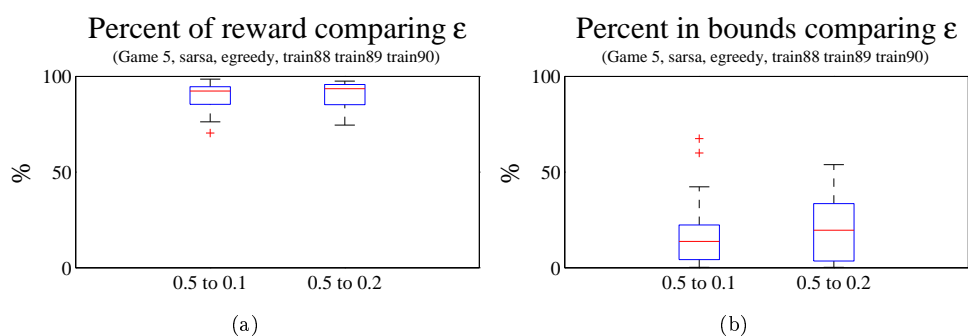 Percent of reward comparing ε
(Game 5, sarsa, egreedy, train88 train89 train90)
100
50
0
%
0.5 to 0.1
0.5 to 0.2
(a)
Percent in bounds comparing ε
(Game 5, sarsa, egreedy, train88 train89 train90)
100
50
0
%
0.5 to 0.1
0.5 to 0.2
(b)